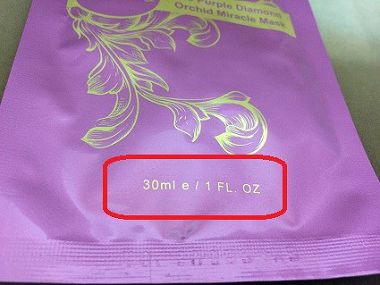 Purple Diamond
Orchid Miracle Mask
30ml e / 1 FL. OZ